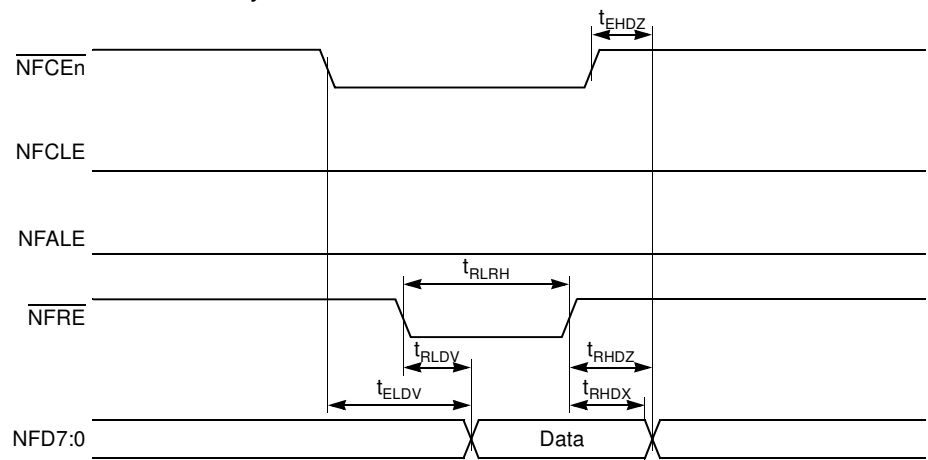 tEHDZ
NFCEn
NFCLE
NFALE
tRLRH
NFRE
tRLDV
tRHDZ
tELDV
tRHDX
NFD7:0
Data